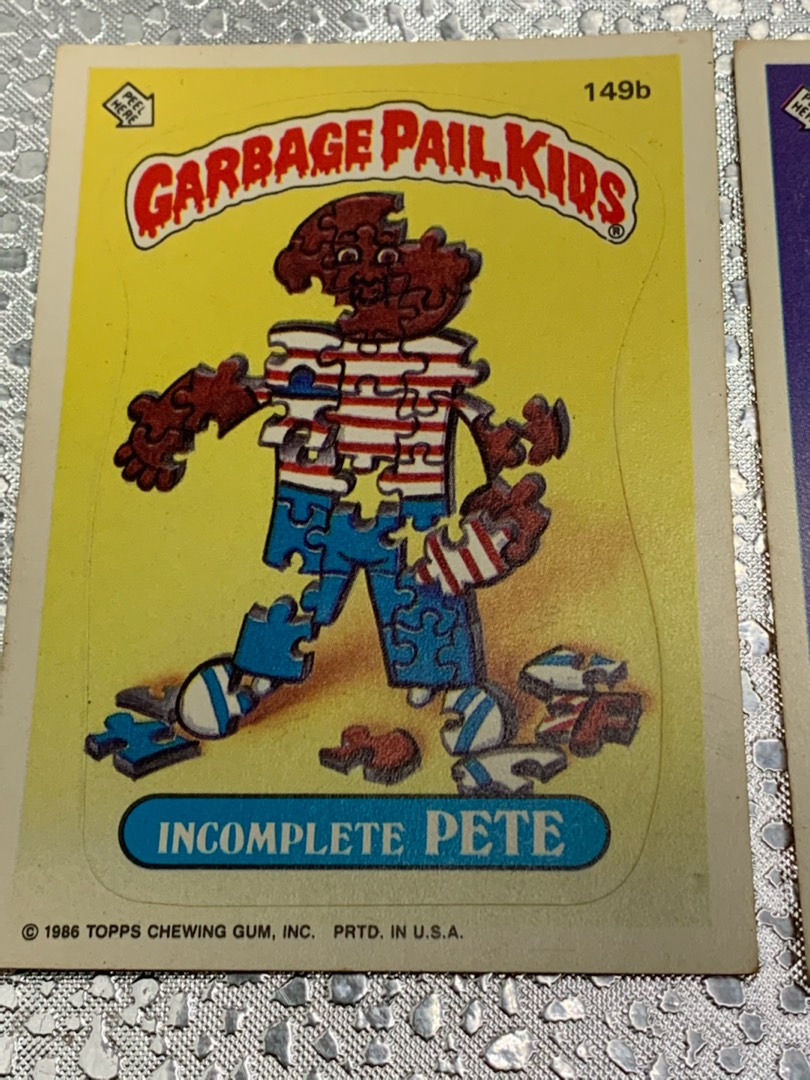 PEEL HERE
149b
GARBAGE PAIL KIDS®
INCOMPLETE PETE
© 1986 TOPPS CHEWING GUM, INC. PRTD. IN U.S.A.